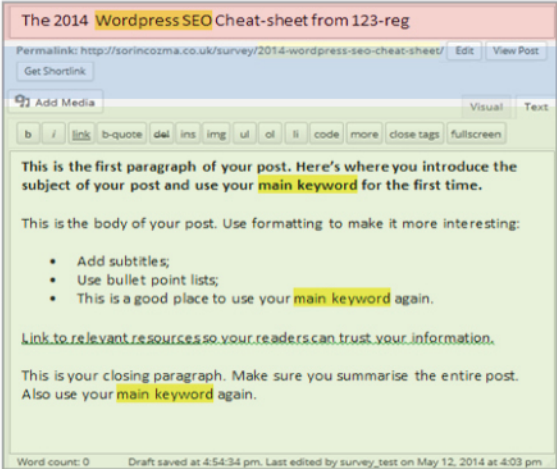 The 2014 Wordpress SEO Cheat-sheet from 123-reg
Permalink: http://sorincozma.co.uk/survey/2014-wordpress-seo-cheat-sheet/ Edit View Post
Get Shortlink
Add Media
Visual Text
b i link b-quote del ins img ul ol li code more close tags fullscreen
This is the first paragraph of your post. Here's where you introduce the
subject of your post and use your main keyword for the first time.
This is the body of your post. Use formatting to make it more interesting:
• Add subtitles;
• Use bullet point lists;
• This is a good place to use your main keyword again.
Link to relevant resources so your readers can trust your information.
This is your closing paragraph. Make sure you summarise the entire post.
Also use your main keyword again.
Word count: 0 Draft saved at 4:54:34 pm. Last edited by survey_test on May 12, 2014 at 4:03 pm